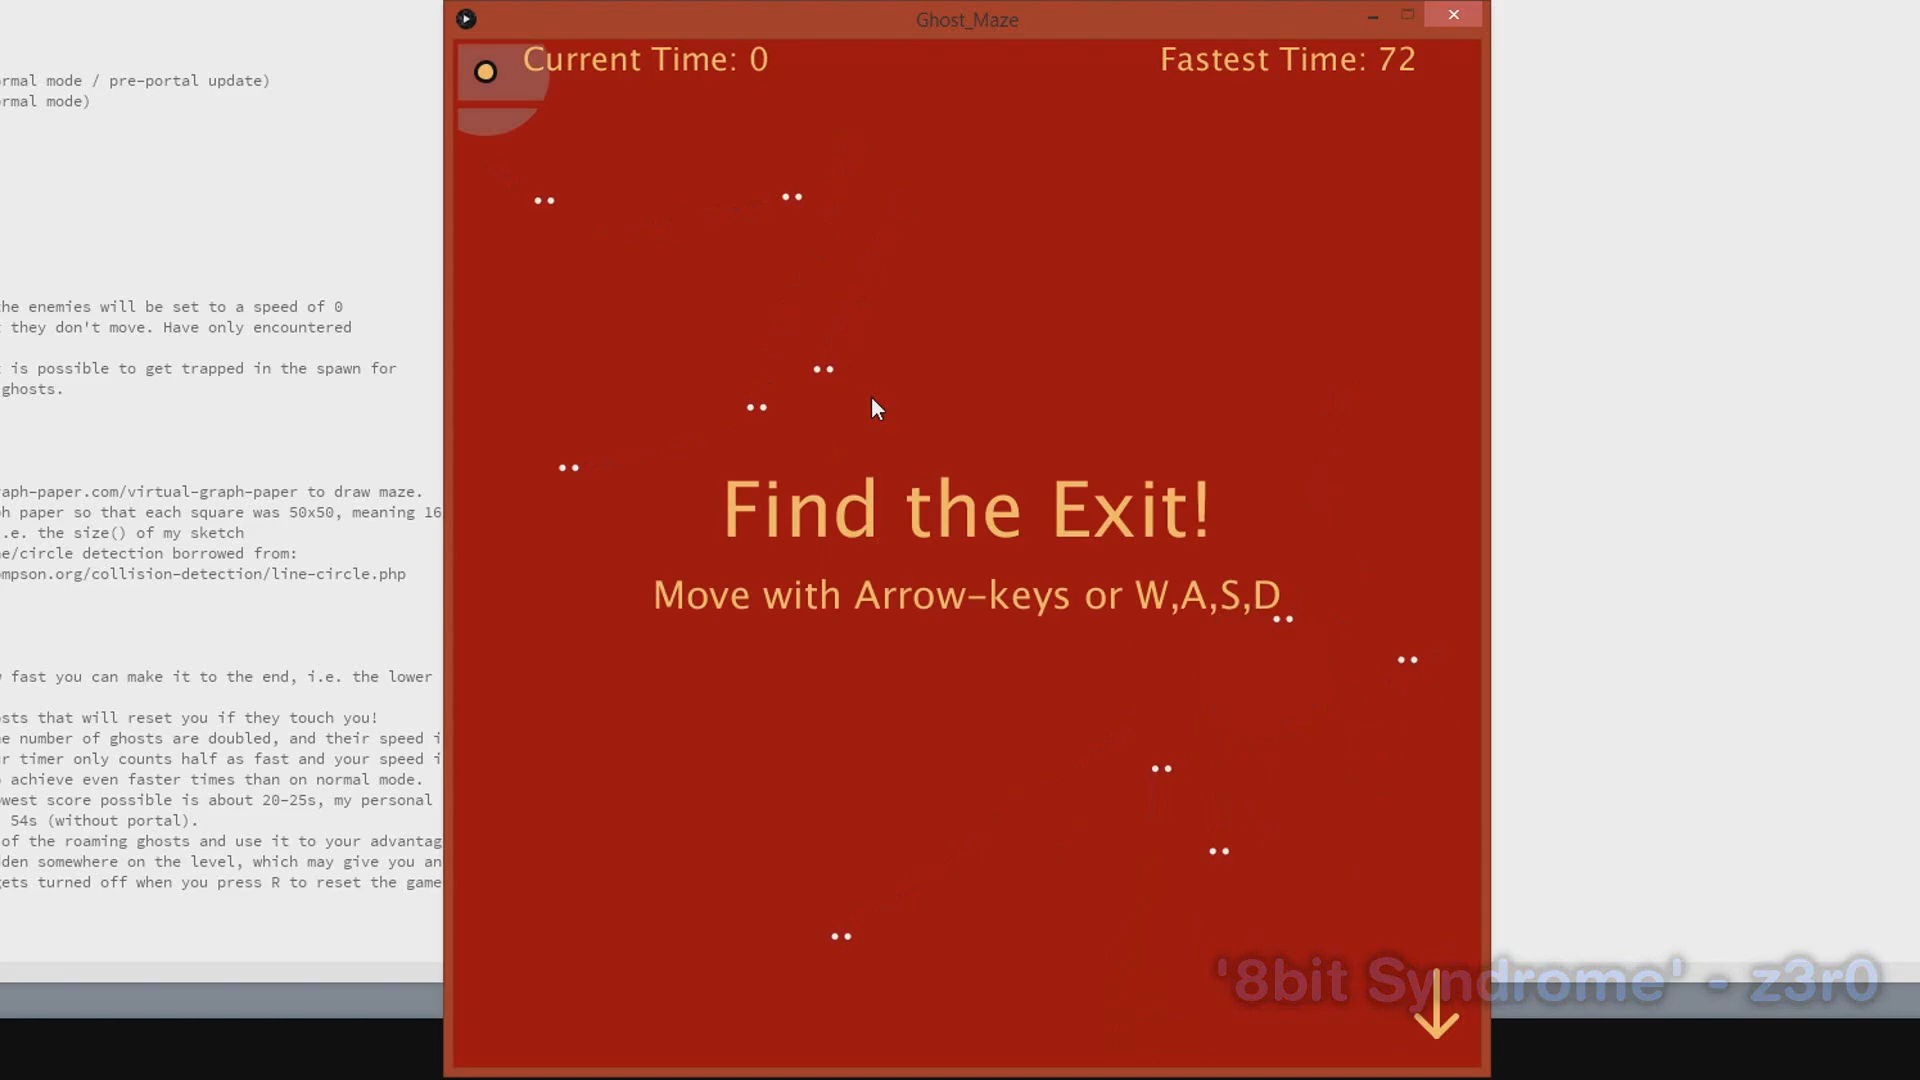 Ghost_Maze
Current Time: 0
Fastest Time: 72
Find the Exit!
Move with Arrow-keys or W,A,S,D
rmal mode / pre-portal update)
rmal mode)
the enemies will be set to a speed of 0
they don't move. Have only encountered
is possible to get trapped in the spawn for
ghosts.
aph-paper.com/virtual-graph-paper to draw maze.
h paper so that each square was 50x50, meaning 16
.e. the size() of my sketch
e/circle detection borrowed from:
mpson.org/collision-detection/line-circle.php
fast you can make it to the end, i.e. the lower
sts that will reset you if they touch you!
e number of ghosts are doubled, and their speed i
r timer only counts half as fast and your speed i
achieve even faster times than on normal mode.
west score possible is about 20-25s, my personal
54s (without portal).
of the roaming ghosts and use it to your advantag
dden somewhere on the level, which may give you an
gets turned off when you press R to reset the game
'8bit Syndrome' - z3r0